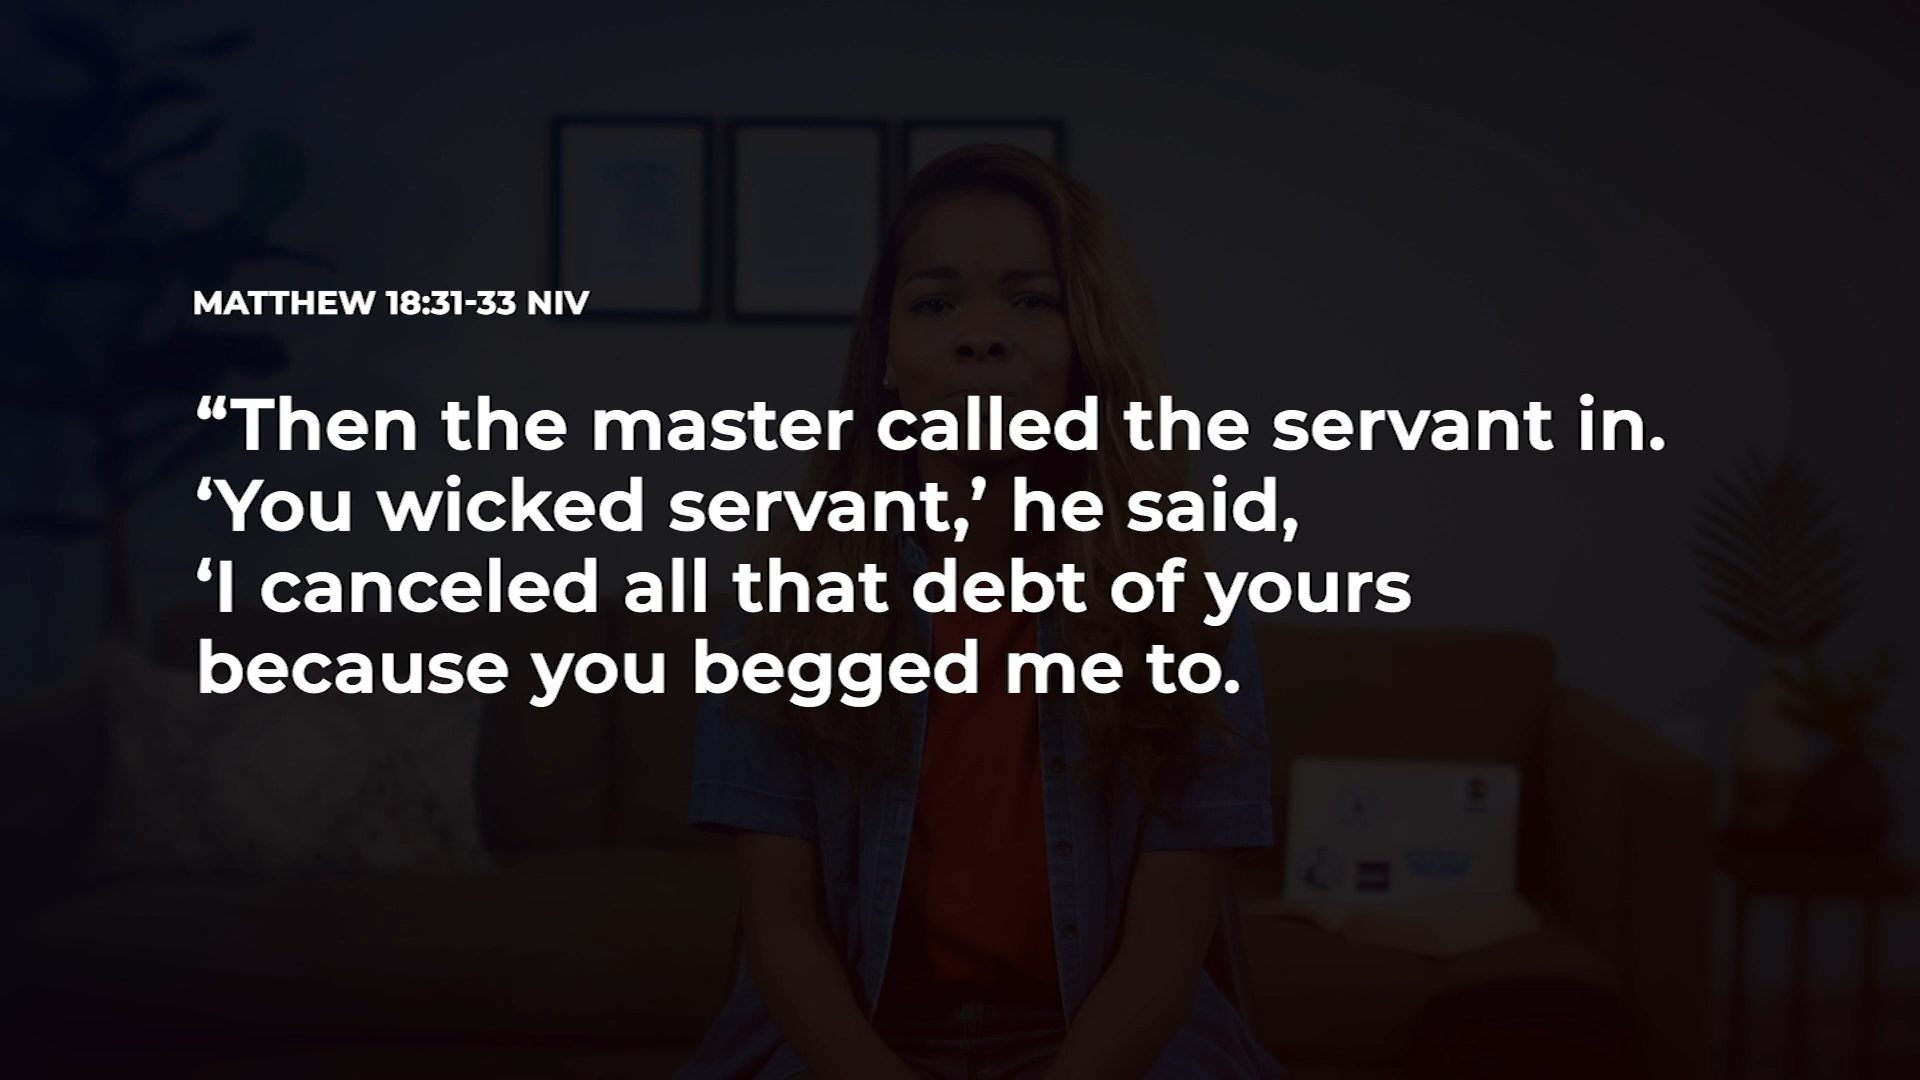 MATTHEW 18:31-33 NIV
“Then the master called the servant in.
‘You wicked servant,’ he said,
‘I canceled all that debt of yours
because you begged me to.